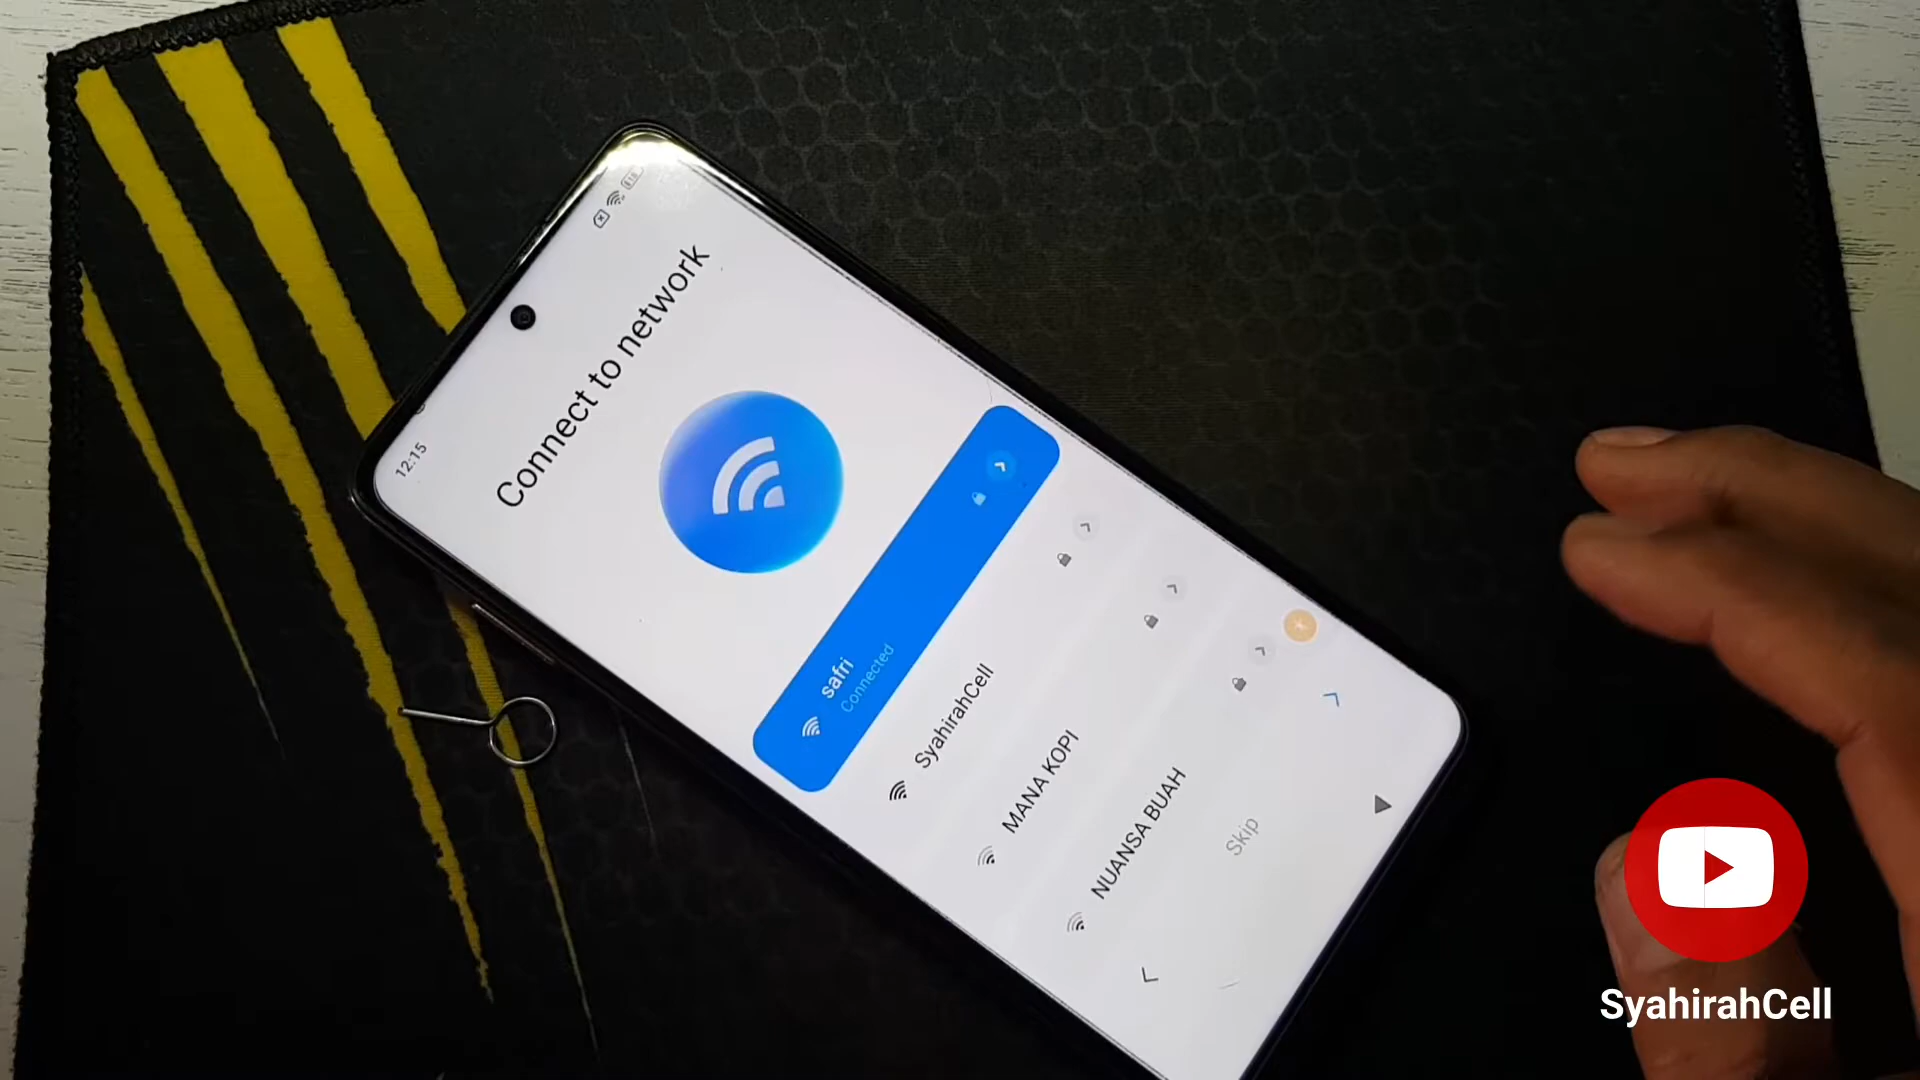 12:15
Connect to network
safri
Connected
SyahirahCell
MANA KOPI
NUANSA BUAH
Skip
SyahirahCell